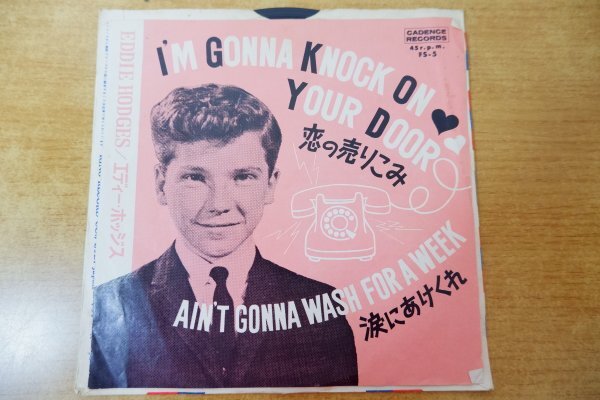 CADENCE
RECORDS
45 r.p.m.
FS-5
I'M GONNA KNOCK ON
YOUR DOOR
恋の売りこみ
EDDIE HODGES／エディー・ホッジス
AIN'T GONNA WASH FOR A WEEK
涙にあけくれ